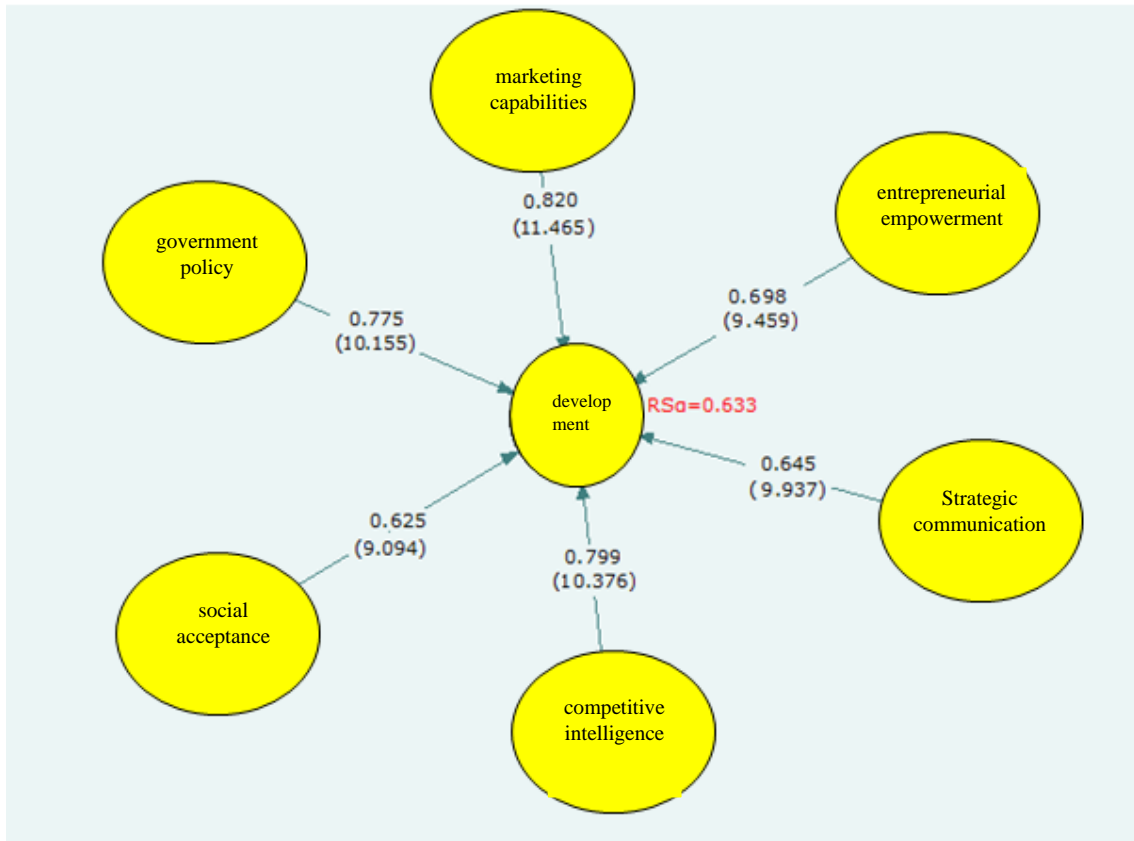 marketing
capabilities
0.820
(11.465)
entrepreneurial
empowerment
0.698
(9.459)
government
policy
0.775
(10.155)
develop
ment
RSq=0.633
0.645
(9.937)
Strategic
communication
0.625
(9.094)
social
acceptance
0.799
(10.376)
competitive
intelligence